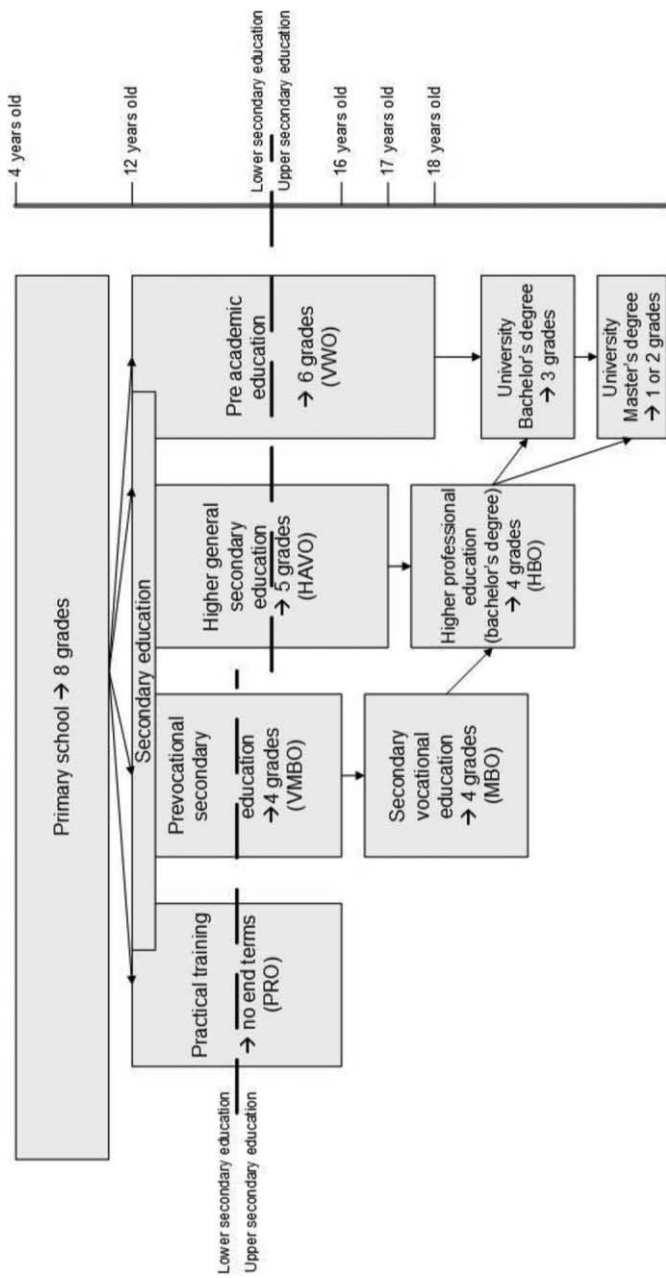 Primary school → 8 grades
Secondary education
Practical training
→ no end terms
(PRO)
Prevocational
secondary
education
→4 grades
(VMBO)
Higher general
secondary
education
→ 5 grades
(HAVO)
Pre academic
education
→ 6 grades
(VWO)
Secondary
vocational
education
→ 4 grades
(MBO)
Higher professional
education
(bachelor's degree)
→ 4 grades
(HBO)
University
Bachelor's degree
→ 3 grades
University
Master's degree
→ 1 or 2 grades
Lower secondary education
Upper secondary education
4 years old
12 years old
Lower secondary education
Upper secondary education
16 years old
17 years old
18 years old